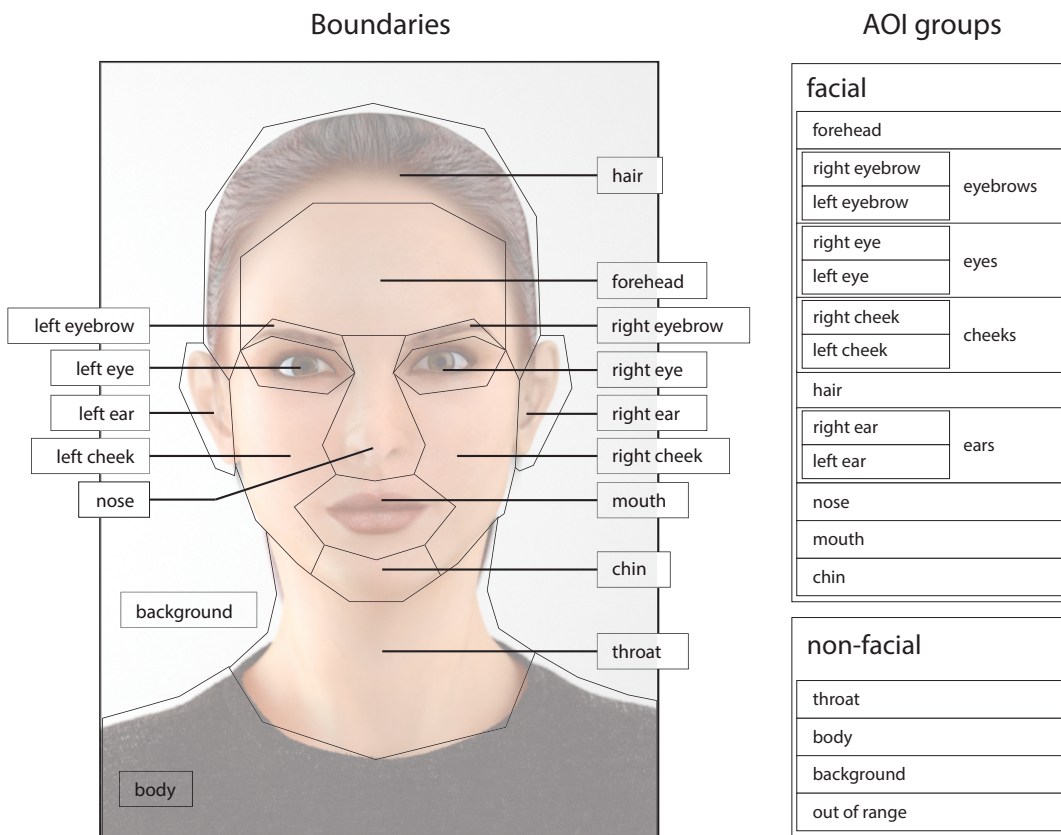 Boundaries
AOI groups
hair
forehead
left eyebrow
right eyebrow
left eye
right eye
left ear
right ear
left cheek
right cheek
nose
mouth
chin
background
throat
body
facial
forehead
right eyebrow
left eyebrow
eyebrows
right eye
left eye
eyes
right cheek
left cheek
cheeks
hair
right ear
left ear
ears
nose
mouth
chin
non-facial
throat
body
background
out of range